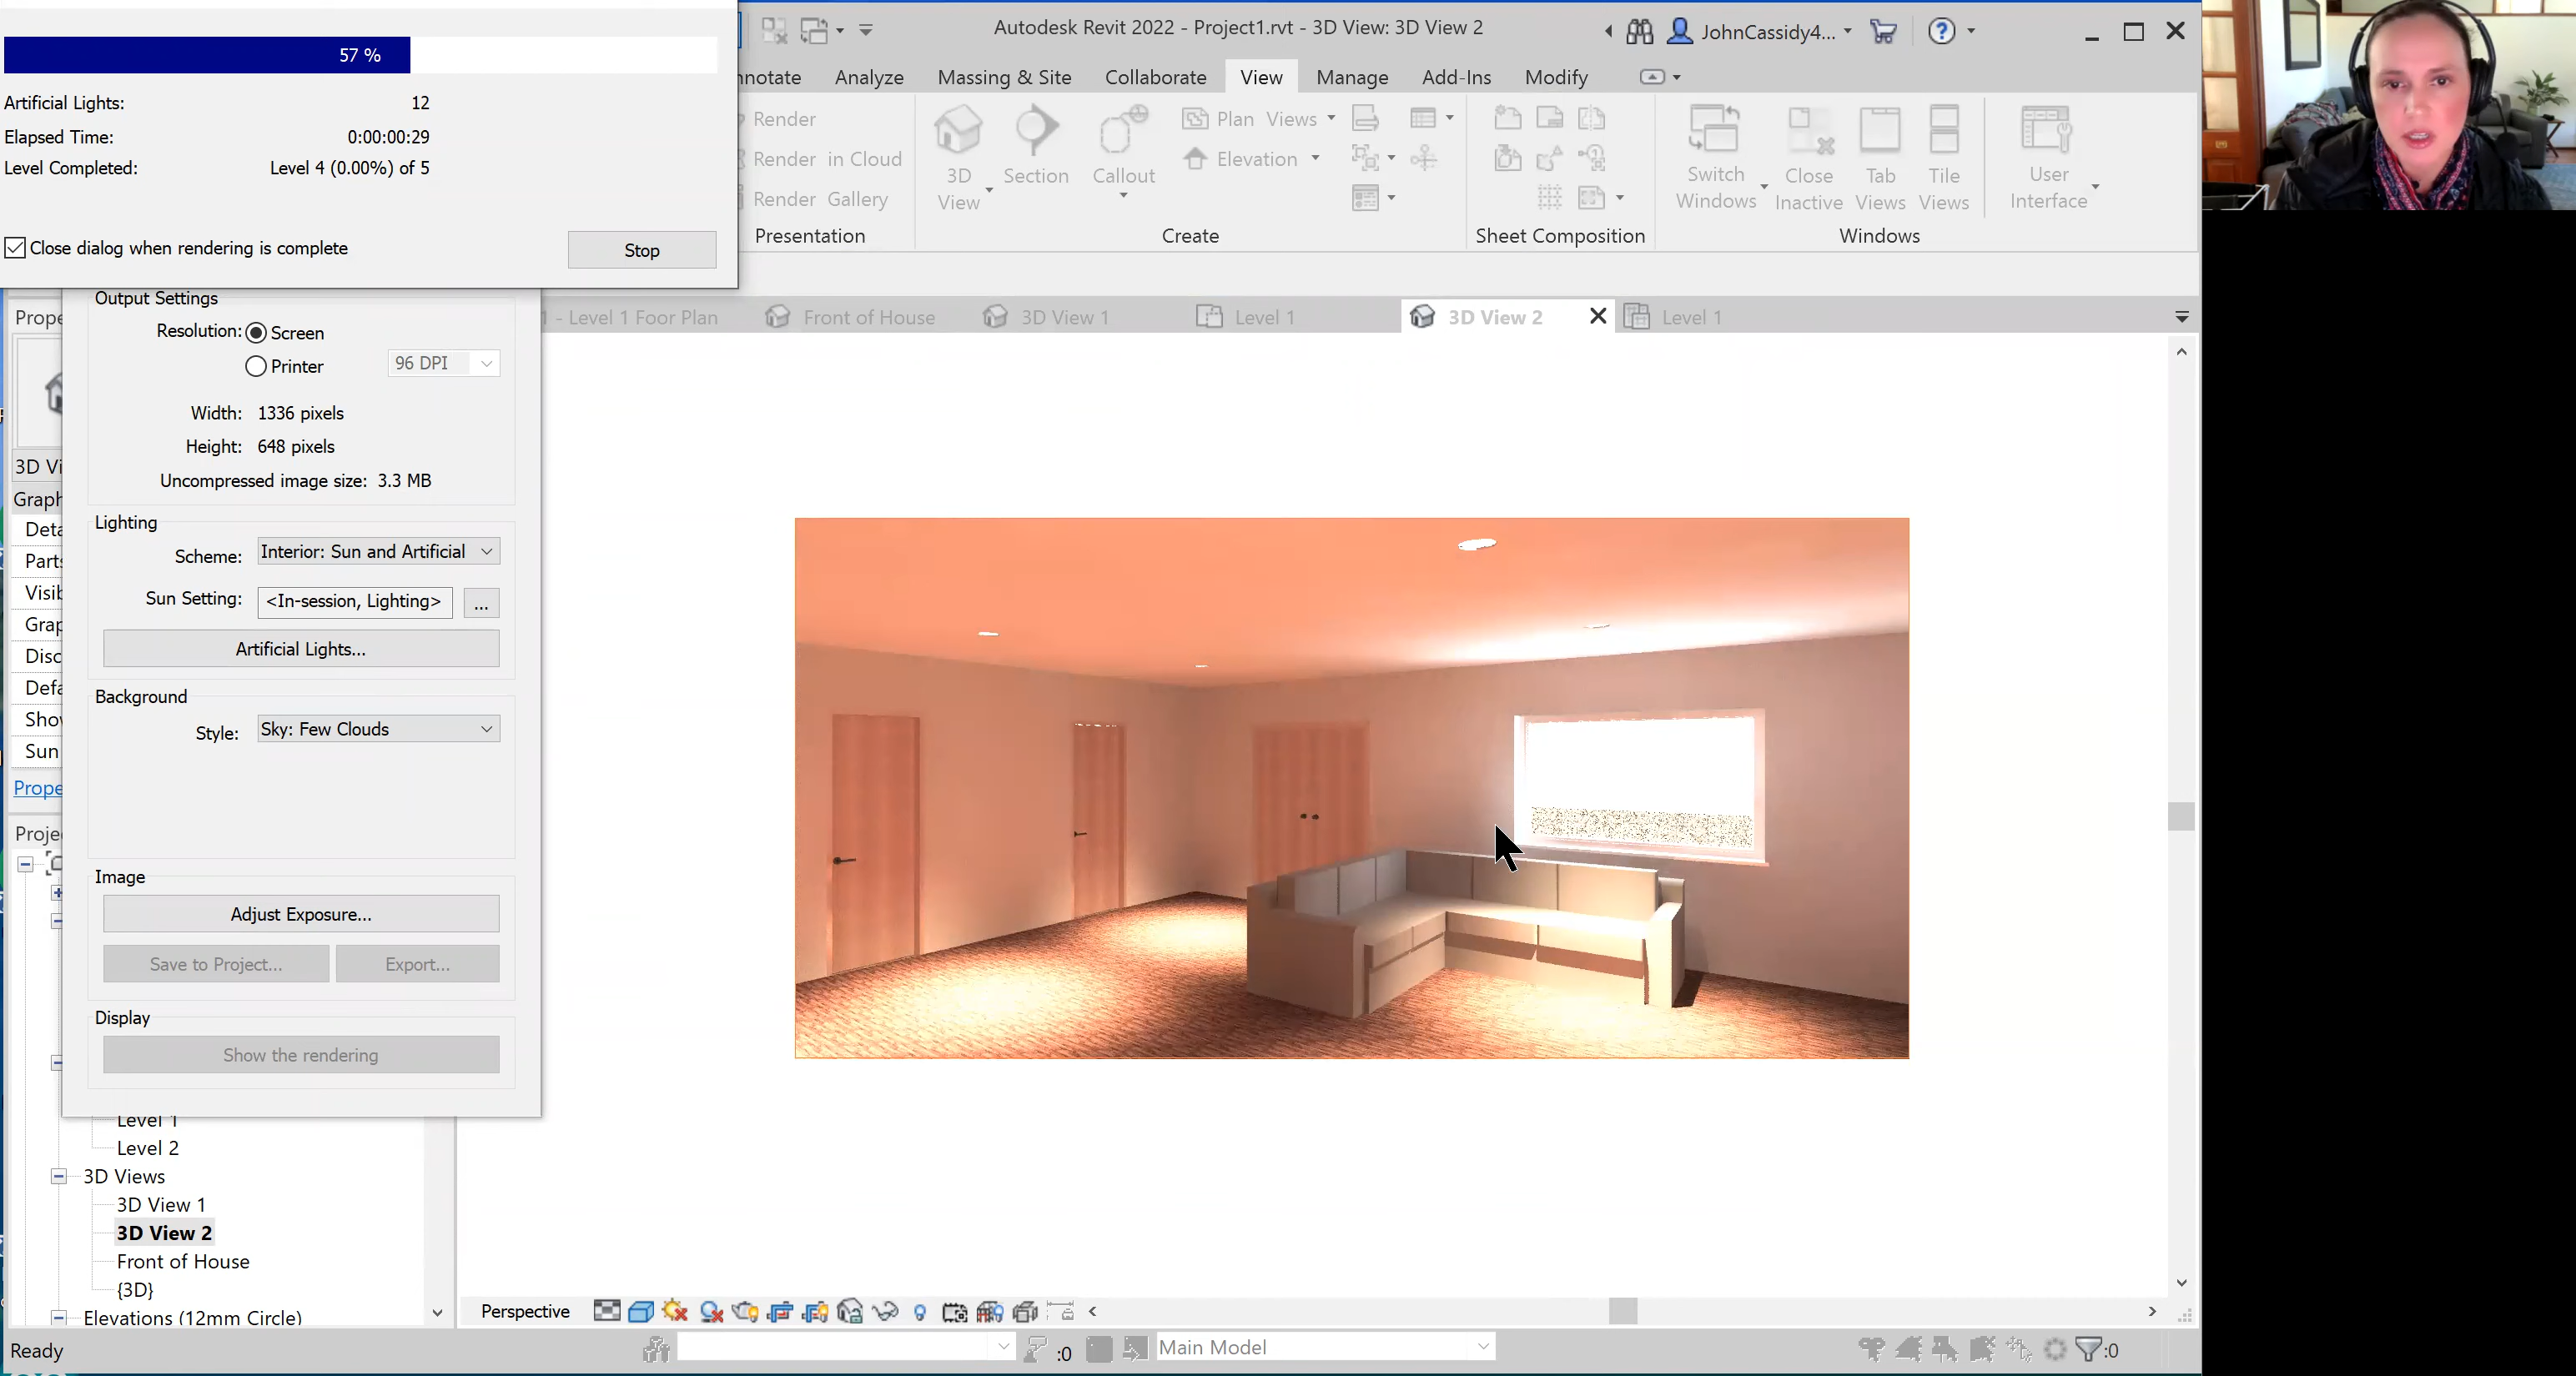 57 %
Artificial Lights: 12
Elapsed Time: 0:00:00:29
Level Completed: Level 4 (0.00%) of 5
Close dialog when rendering is complete
Stop
Autodesk Revit 2022 - Project1.rvt - 3D View: 3D View 2
JohnCassidy4...
nnotate Analyze Massing & Site Collaborate View Manage Add-Ins Modify
Render
Render in Cloud
Render Gallery
Presentation
3D View
Section
Callout
Plan Views
Elevation
Create
Sheet Composition
Switch Windows
Close Inactive
Tab Views
Tile Views
User Interface
Windows
1 - Level 1 Foor Plan
Front of House
3D View 1
Level 1
3D View 2
Level 1
Output Settings
Resolution: Screen
Printer 96 DPI
Width: 1336 pixels
Height: 648 pixels
Uncompressed image size: 3.3 MB
Lighting
Scheme: Interior: Sun and Artificial
Sun Setting: <In-session, Lighting> ...
Artificial Lights...
Background
Style: Sky: Few Clouds
Image
Adjust Exposure...
Save to Project... Export...
Display
Show the rendering
Prope
3D Vi
Graph
Deta
Parts
Visib
Grap
Disc
Defa
Show
Sun
Prope
Proje
Level 1
Level 2
3D Views
3D View 1
3D View 2
Front of House
{3D}
Elevations (12mm Circle)
Perspective
Ready
:0
Main Model
:0